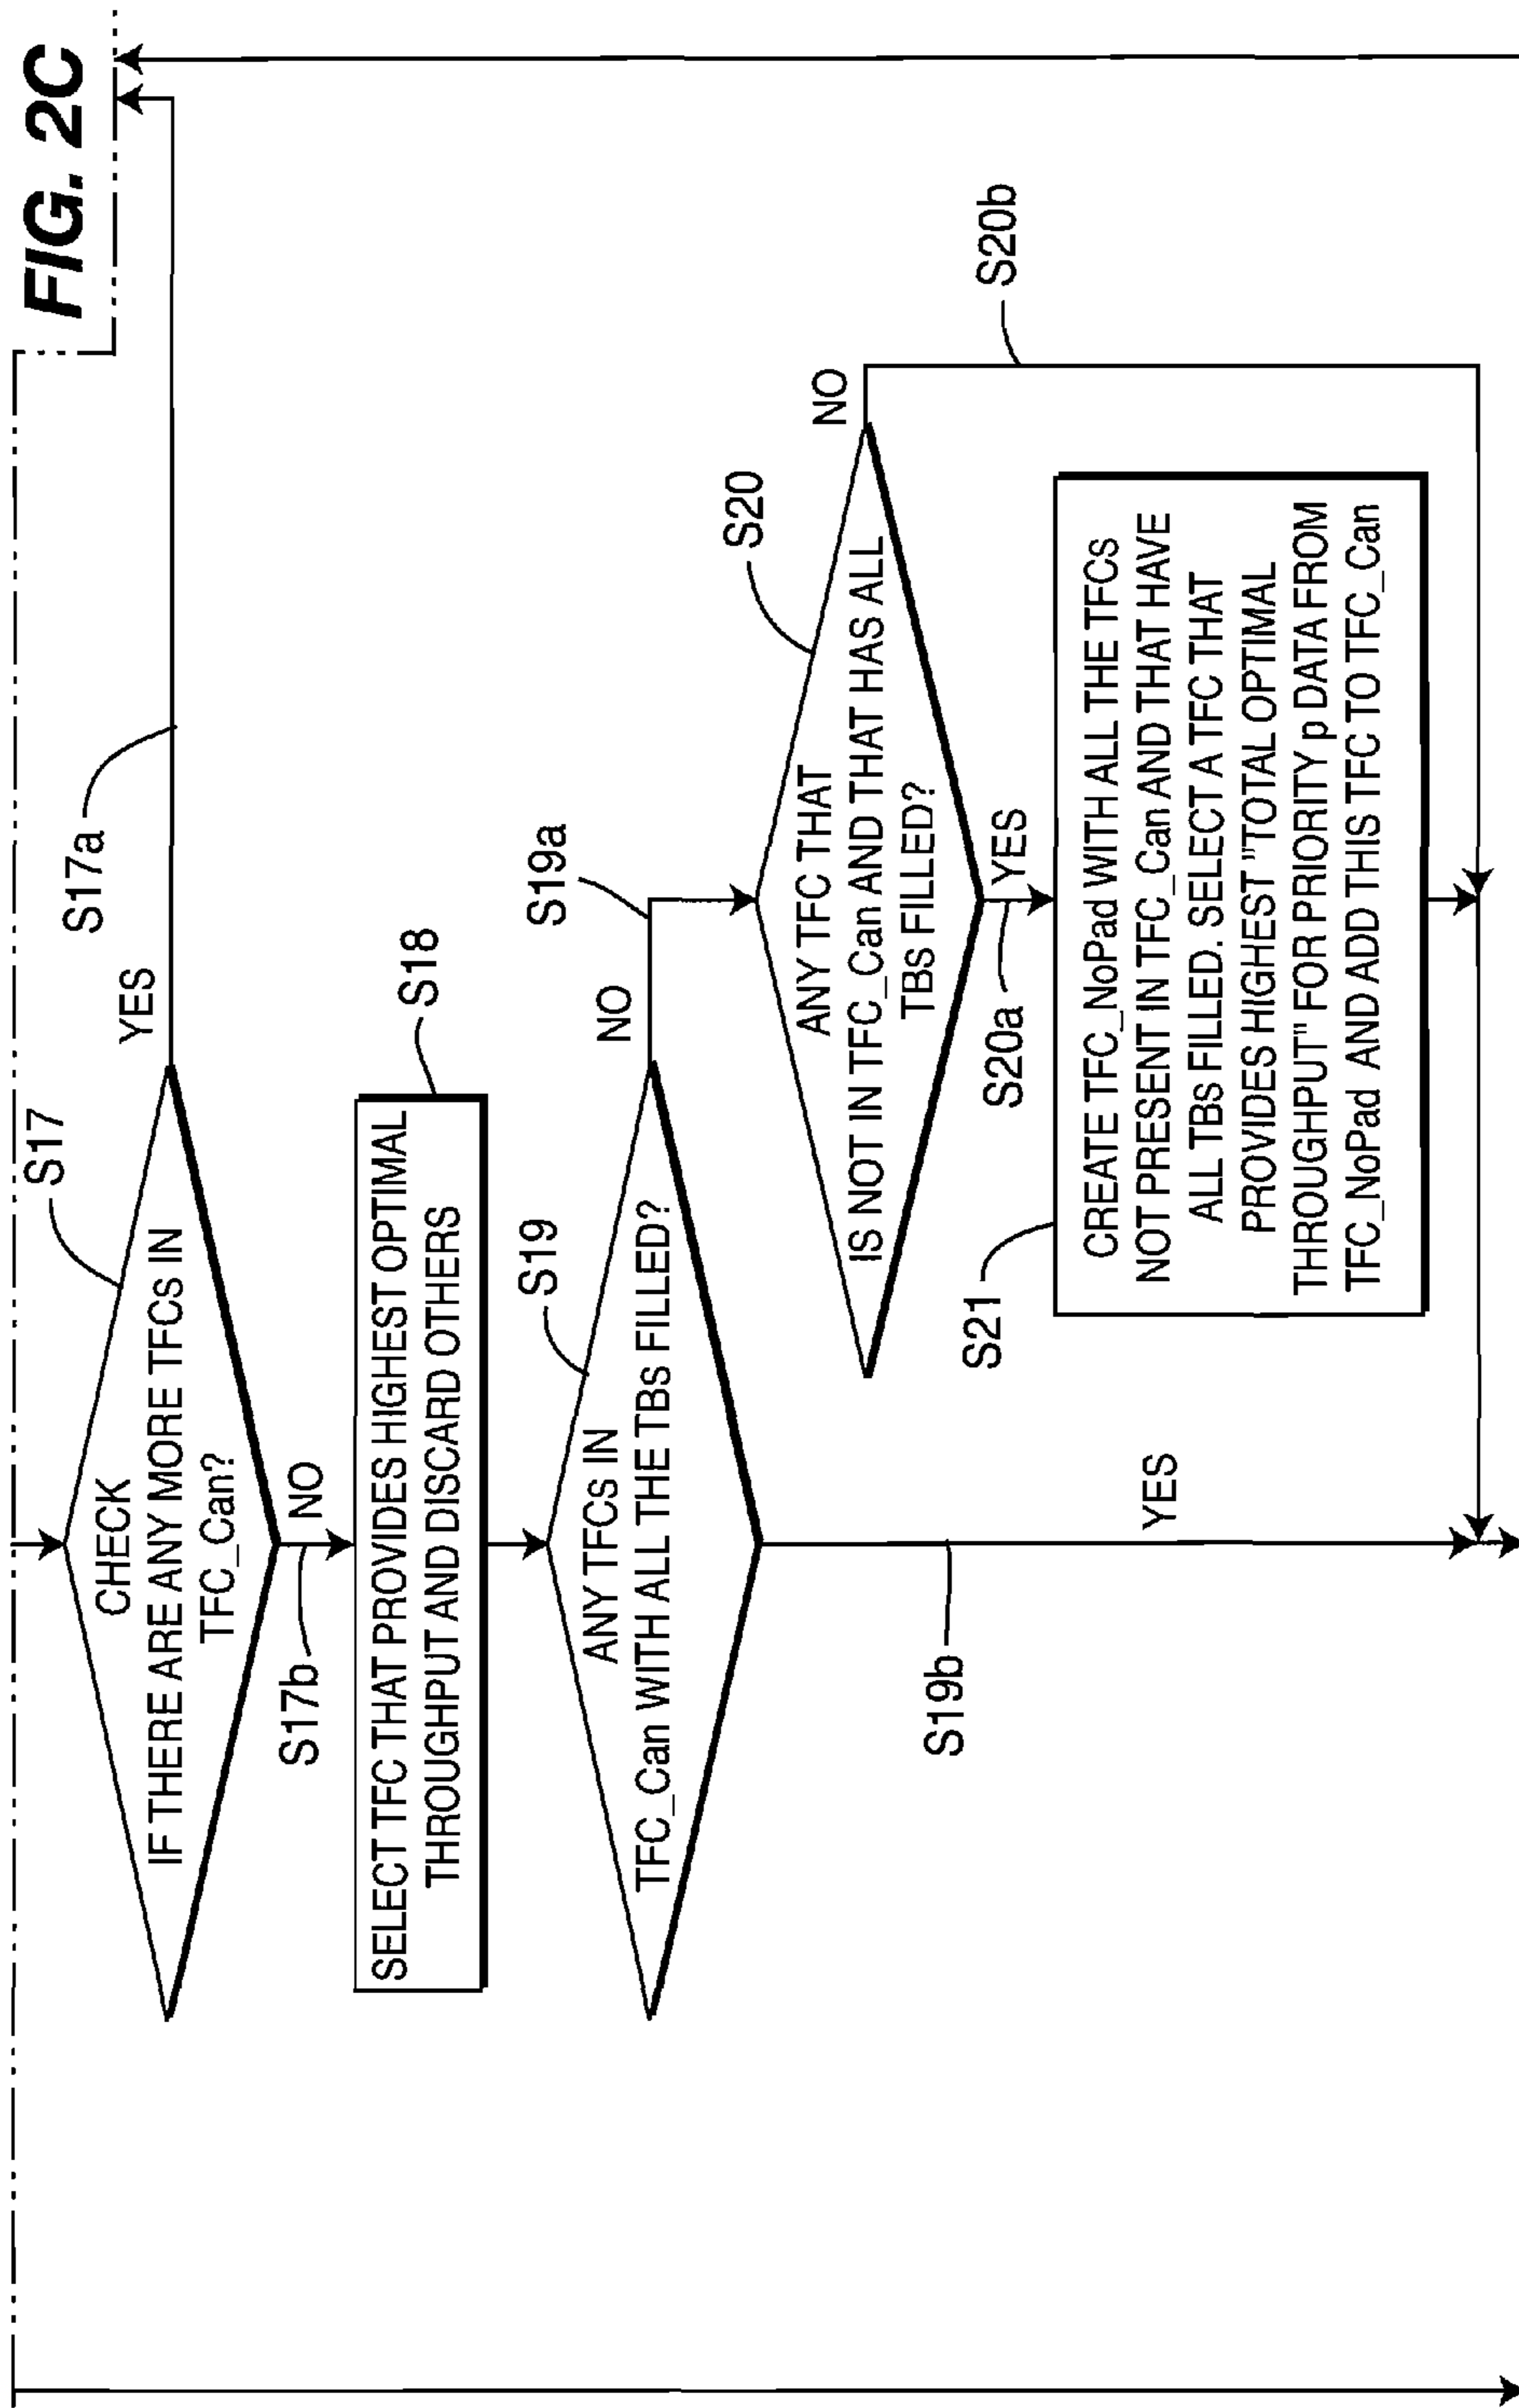 FIG. 2C
S17
CHECK
IF THERE ARE ANY MORE TFCs IN
TFC_Can?
YES
S17a
S17b
NO
S18
SELECT TFC THAT PROVIDES HIGHEST OPTIMAL
THROUGHPUT AND DISCARD OTHERS
S19
ANY TFCs IN
TFC_Can WITH ALL THE TBs FILLED?
NO
S19a
S20
ANY TFC THAT
IS NOT IN TFC_Can AND THAT HAS ALL
TBs FILLED?
NO
S20b
S20a
YES
S21
CREATE TFC_NoPad WITH ALL THE TFCs
NOT PRESENT IN TFC_Can AND THAT HAVE
ALL TBs FILLED. SELECT A TFC THAT
PROVIDES HIGHEST "TOTAL OPTIMAL
THROUGHPUT" FOR PRIORITY p DATA FROM
TFC_NoPad AND ADD THIS TFC TO TFC_Can
S19b
YES